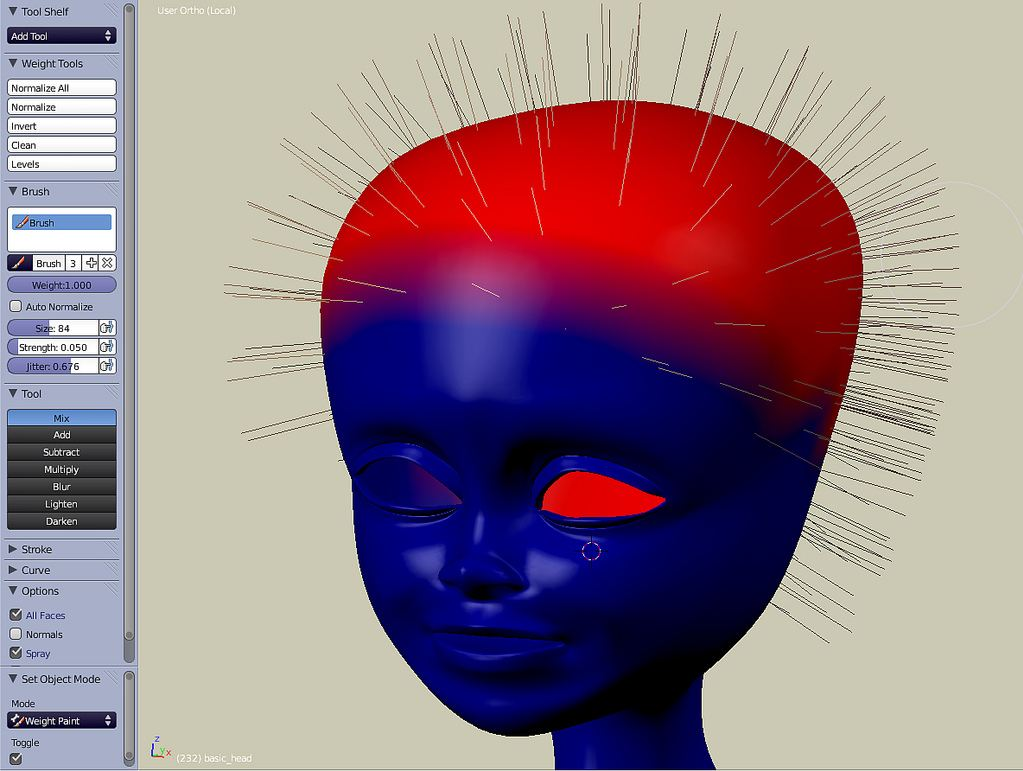 Tool Shelf
Add Tool
Weight Tools
Normalize All
Normalize
Invert
Clean
Levels
Brush
Brush
Brush 3
Weight:1.000
Auto Normalize
Size: 84
Strength: 0.050
Jitter: 0.676
Tool
Mix
Add
Subtract
Multiply
Blur
Lighten
Darken
Stroke
Curve
Options
All Faces
Normals
Spray
Set Object Mode
Mode
Weight Paint
Toggle
User Ortho (Local)
z
y x
(232) basic_head